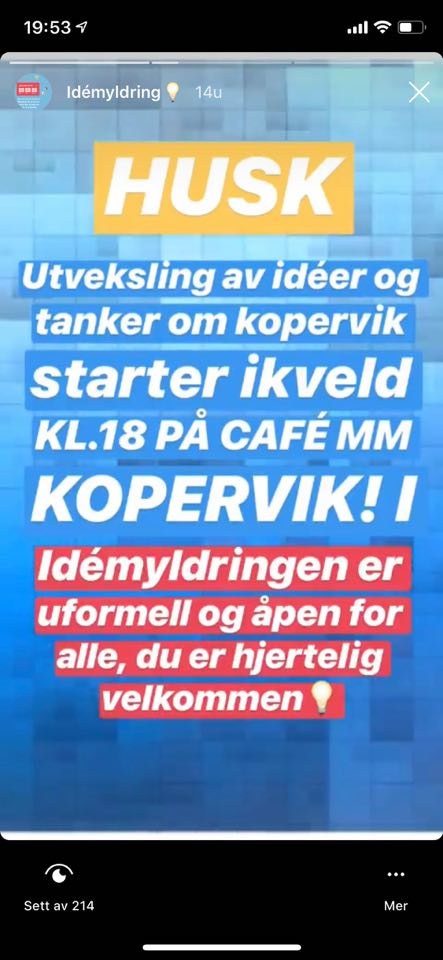 19:53
Idémyldring💡 14u
HUSK
Utveksling av idéer og
tanker om kopervik
starter ikveld
KL.18 PÅ CAFÉ MM
KOPERVIK! I
Idémyldringen er
uformell og åpen for
alle, du er hjertelig
velkommen💡
Sett av 214
Mer